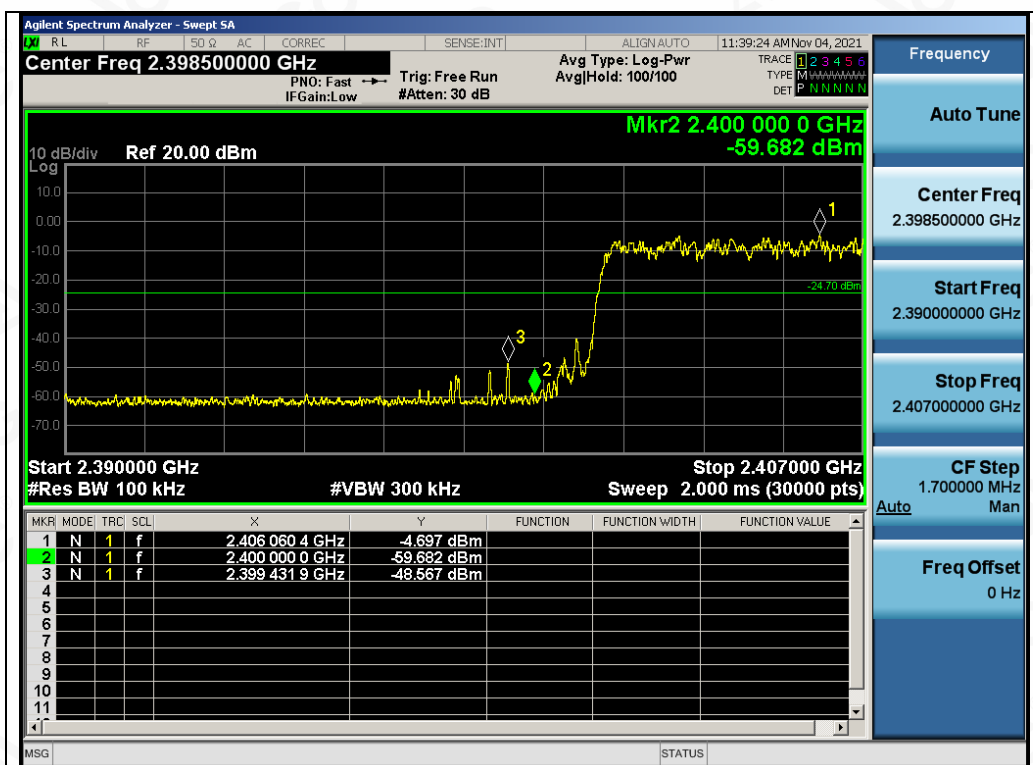 Agilent Spectrum Analyzer - Swept SA
LXI RL RF 50 Ω AC CORREC SENSE:INT ALIGN AUTO 11:39:24 AM Nov 04, 2021
Center Freq 2.398500000 GHz
PNO: Fast
IFGain:Low
Trig: Free Run
#Atten: 30 dB
Avg Type: Log-Pwr
Avg|Hold: 100/100
TRACE 1 2 3 4 5 6
TYPE M
DET P N N N N N
Mkr2 2.400 000 0 GHz
-59.682 dBm
10 dB/div Ref 20.00 dBm
Log
10.0
0.00
-10.0
-20.0
-30.0
-40.0
-50.0
-60.0
-70.0
1
-24.70 dBm
3
2
Start 2.390000 GHz Stop 2.407000 GHz
#Res BW 100 kHz #VBW 300 kHz Sweep 2.000 ms (30000 pts)
MKR MODE TRC SCL X Y FUNCTION FUNCTION WIDTH FUNCTION VALUE
1 N 1 f 2.406 060 4 GHz -4.697 dBm
2 N 1 f 2.400 000 0 GHz -59.682 dBm
3 N 1 f 2.399 431 9 GHz -48.567 dBm
4
5
6
7
8
9
10
11
MSG STATUS
Frequency
Auto Tune
Center Freq
2.398500000 GHz
Start Freq
2.390000000 GHz
Stop Freq
2.407000000 GHz
CF Step
1.700000 MHz
Auto Man
Freq Offset
0 Hz